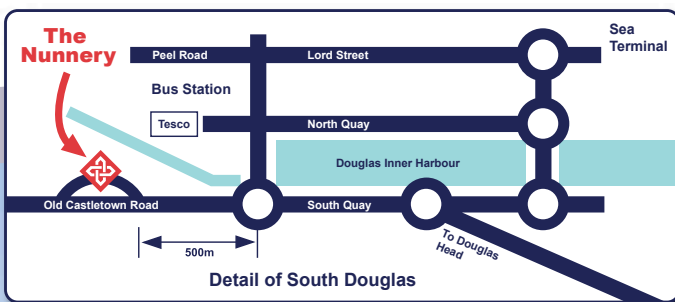 The
Nunnery
Peel Road
Lord Street
Sea
Terminal
Bus Station
Tesco
North Quay
Douglas Inner Harbour
Old Castletown Road
South Quay
500m
To Douglas
Head
Detail of South Douglas